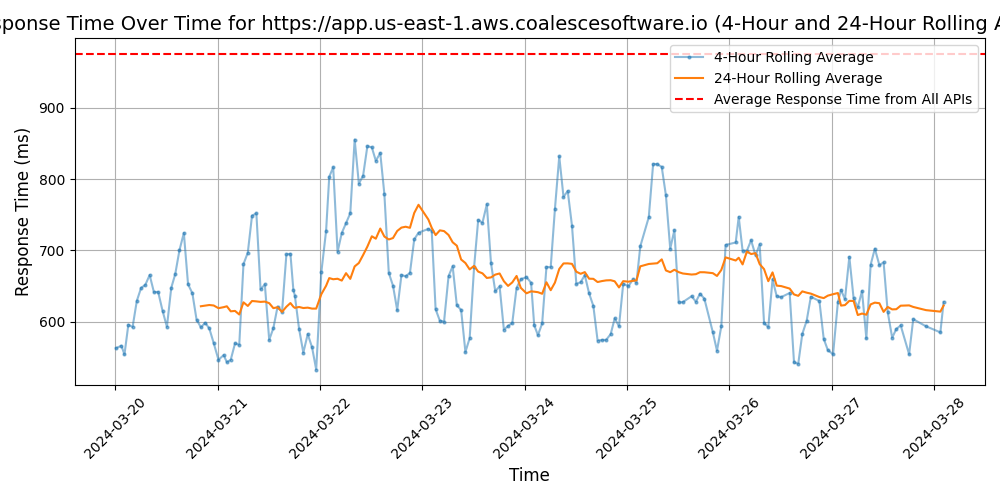 sponse Time Over Time for https://app.us-east-1.aws.coalescesoftware.io (4-Hour and 24-Hour Rolling A
4-Hour Rolling Average
24-Hour Rolling Average
Average Response Time from All APIs
Response Time (ms)
900
800
700
600
2024-03-20
2024-03-21
2024-03-22
2024-03-23
2024-03-24
2024-03-25
2024-03-26
2024-03-27
2024-03-28
Time